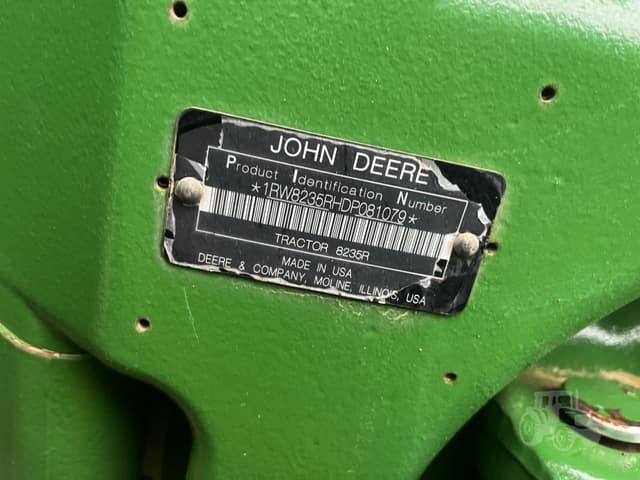 JOHN DEERE
Product Identification Number
*1RW8235RHDP081079*
TRACTOR 8235R
MADE IN USA
DEERE & COMPANY, MOLINE, ILLINOIS, USA